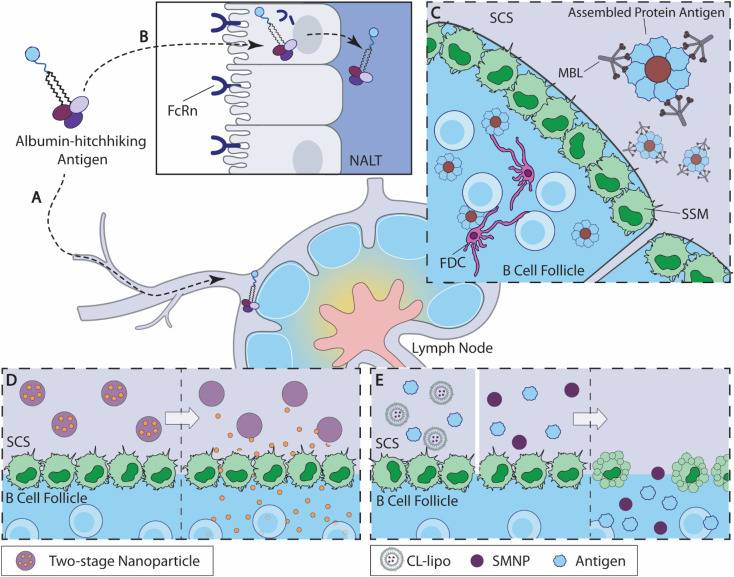 B
FcRn
NALT
Albumin-hitchhiking
Antigen
A
Lymph Node
C
SCS
Assembled Protein Antigen
MBL
SSM
FDC
B Cell Follicle
D
SCS
B Cell Follicle
E
SCS
B Cell Follicle
Two-stage Nanoparticle
CL-lipo
SMNP
Antigen